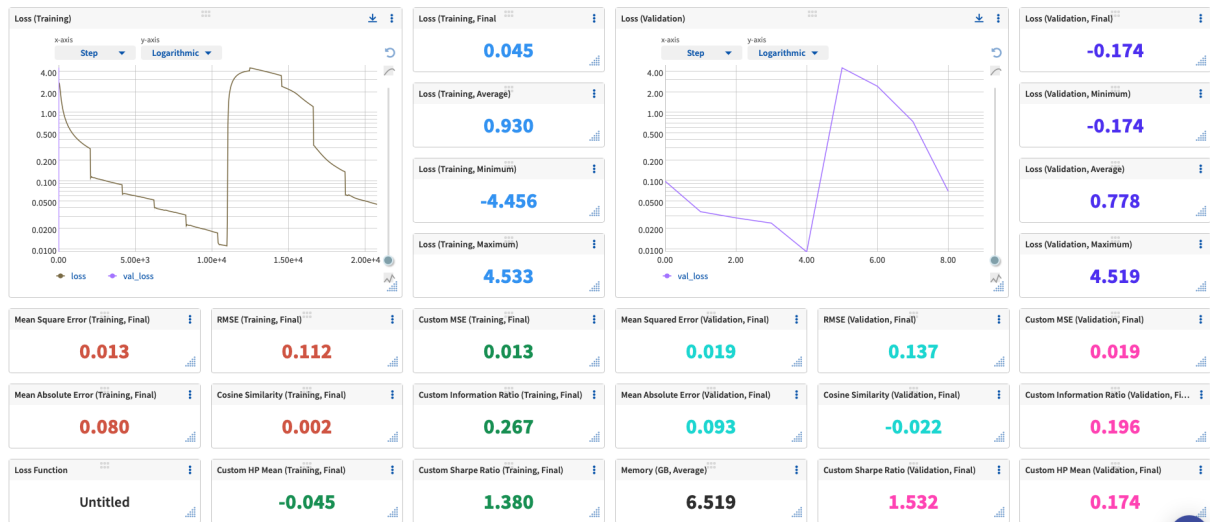 Loss (Training)
x-axis
y-axis
Step
Logarithmic
4.00
2.00
1.00
0.500
0.200
0.100
0.0500
0.0200
0.0100
0.00
5.00e+3
1.00e+4
1.50e+4
2.00e+4
loss
val_loss
Loss (Training, Final
0.045
Loss (Training, Average)
0.930
Loss (Training, Minimum)
-4.456
Loss (Training, Maximum)
4.533
Loss (Validation)
x-axis
y-axis
Step
Logarithmic
4.00
2.00
1.00
0.500
0.200
0.100
0.0500
0.0200
0.0100
0.00
2.00
4.00
6.00
8.00
val_loss
Loss (Validation, Final)
-0.174
Loss (Validation, Minimum)
-0.174
Loss (Validation, Average)
0.778
Loss (Validation, Maximum)
4.519
Mean Square Error (Training, Final)
0.013
RMSE (Training, Final)
0.112
Custom MSE (Training, Final)
0.013
Mean Squared Error (Validation, Final)
0.019
RMSE (Validation, Final)
0.137
Custom MSE (Validation, Final)
0.019
Mean Absolute Error (Training, Final)
0.080
Cosine Similarity (Training, Final)
0.002
Custom Information Ratio (Training, Final)
0.267
Mean Absolute Error (Validation, Final)
0.093
Cosine Similarity (Validation, Final)
-0.022
Custom Information Ratio (Validation, Fi...
0.196
Loss Function
Untitled
Custom HP Mean (Training, Final)
-0.045
Custom Sharpe Ratio (Training, Final)
1.380
Memory (GB, Average)
6.519
Custom Sharpe Ratio (Validation, Final)
1.532
Custom HP Mean (Validation, Final)
0.174